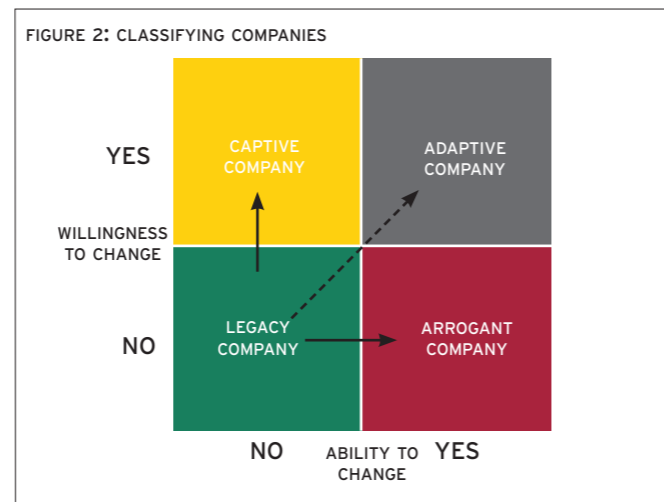 FIGURE 2: CLASSIFYING COMPANIES
YES
CAPTIVE
COMPANY
ADAPTIVE
COMPANY
WILLINGNESS
TO CHANGE
NO
LEGACY
COMPANY
ARROGANT
COMPANY
NO
ABILITY TO
CHANGE
YES